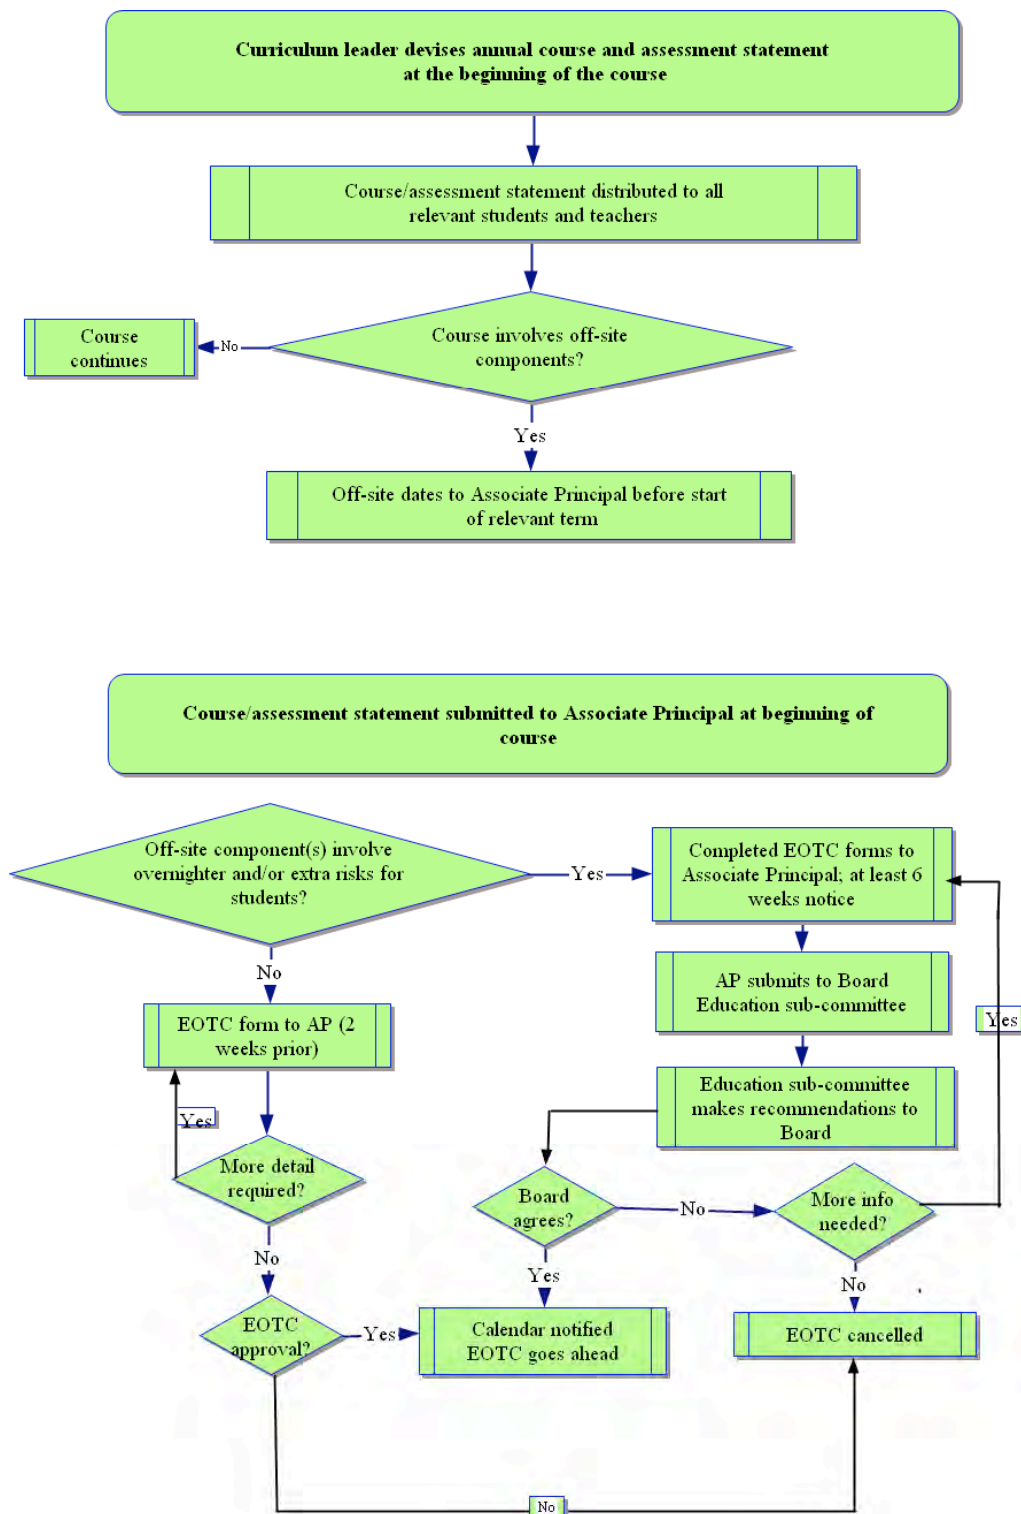 Curriculum leader devises annual course and assessment statement
at the beginning of the course
Course/assessment statement distributed to all
relevant students and teachers
Course involves off-site
components?
No
Course
continues
Yes
Off-site dates to Associate Principal before start
of relevant term
Course/assessment statement submitted to Associate Principal at beginning of
course
Off-site component(s) involve
overnighter and/or extra risks for
students?
Yes
Completed EOTC forms to
Associate Principal; at least 6
weeks notice
No
AP submits to Board
Education sub-committee
EOTC form to AP (2
weeks prior)
Yes
Education sub-committee
makes recommendations to
Board
Yes
More detail
required?
Board
agrees?
No
More info
needed?
No
Yes
No
EOTC
approval?
Yes
Calendar notified
EOTC goes ahead
EOTC cancelled
No